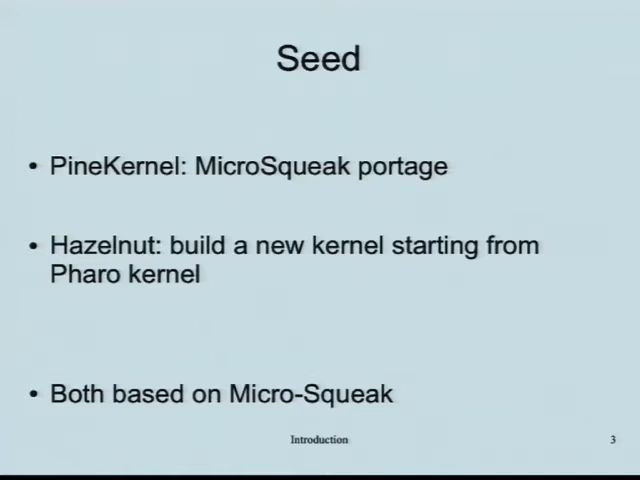 Seed
• PineKernel: MicroSqueak portage
• Hazelnut: build a new kernel starting from
Pharo kernel
• Both based on Micro-Squeak
Introduction
3